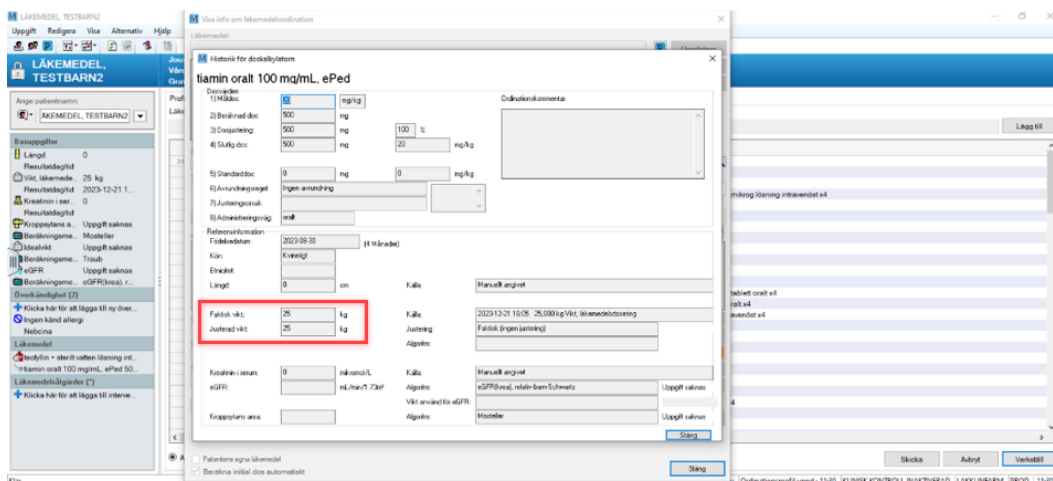 LÄKEMEDEL, TESTBARN2
Uppgift Redigera Visa Alternativ Hjälp
LÄKEMEDEL,
TESTBARN2
Ange patientnamn:
ÄKEMEDEL, TESTBARN2
Basuppgifter
Längd 0
Resultatdag/tid
Vikt, läkemede... 25 kg
Resultatdag/tid 2023-12-21 1...
Kreatinin i ser... 0
Resultatdag/tid
Kroppsytans a... Uppgift saknas
Beräkningsme... Mosteller
Idealvikt Uppgift saknas
Beräkningsme... Traub
eGFR Uppgift saknas
Beräkningsme... eGFR(krea), r...
Överkänslighet (2)
Klicka här för att lägga till ny över...
Ingen känd allergi
Nebcina
Läkemedel
teofyllin + sterilt vatten lösning int...
tiamin oralt 100 mg/mL, ePed 50...
Läkemedelsåtgärder (*)
Klicka här för att lägga till interve...
Visa info om läkemedelsordination
Läkemedel:
Historik för doskalkylatorn
tiamin oralt 100 mg/mL, ePed
Dosvärden
1) Måldos: 20 mg/kg
Ordinationskommentar
2) Beräknad dos: 500 mg
3) Dosjustering: 500 mg 100 %
4) Slutlig dos: 500 mg 20 mg/kg
5) Standarddos: 0 mg 0 mg/kg
6) Avrundningsregel: Ingen avrundning
7) Justeringsorsak:
8) Administreringsväg: oralt
Referensinformation
Födelsedatum: 2023-08-30 (4 Månader)
Kön: Kvinnligt
Etnicitet:
Längd: 0 cm Källa: Manuellt angivet
Faktisk vikt: 25 kg Källa: 2023-12-21 16:05 25,000 kg Vikt, läkemedelsdosering
Justerad vikt: 25 kg Justering: Faktisk (ingen justering)
Algoritm:
Kreatinin i serum: 0 mikromol/L Källa: Manuellt angivet
eGFR: mL/min/1.73m² Algoritm: eGFR(krea), relativ-barn-Schwartz Uppgift saknas
Vikt använd för eGFR:
Kroppsytans area: Algoritm: Mosteller Uppgift saknas
Stäng
Patientens egna läkemedel
Beräkna initial dos automatiskt
Stäng
Lägg till
mikrog lösning intravenöst x4
tablett oralt x4
ralt x4
avenöst x4
Skicka Avbryt Verkställ